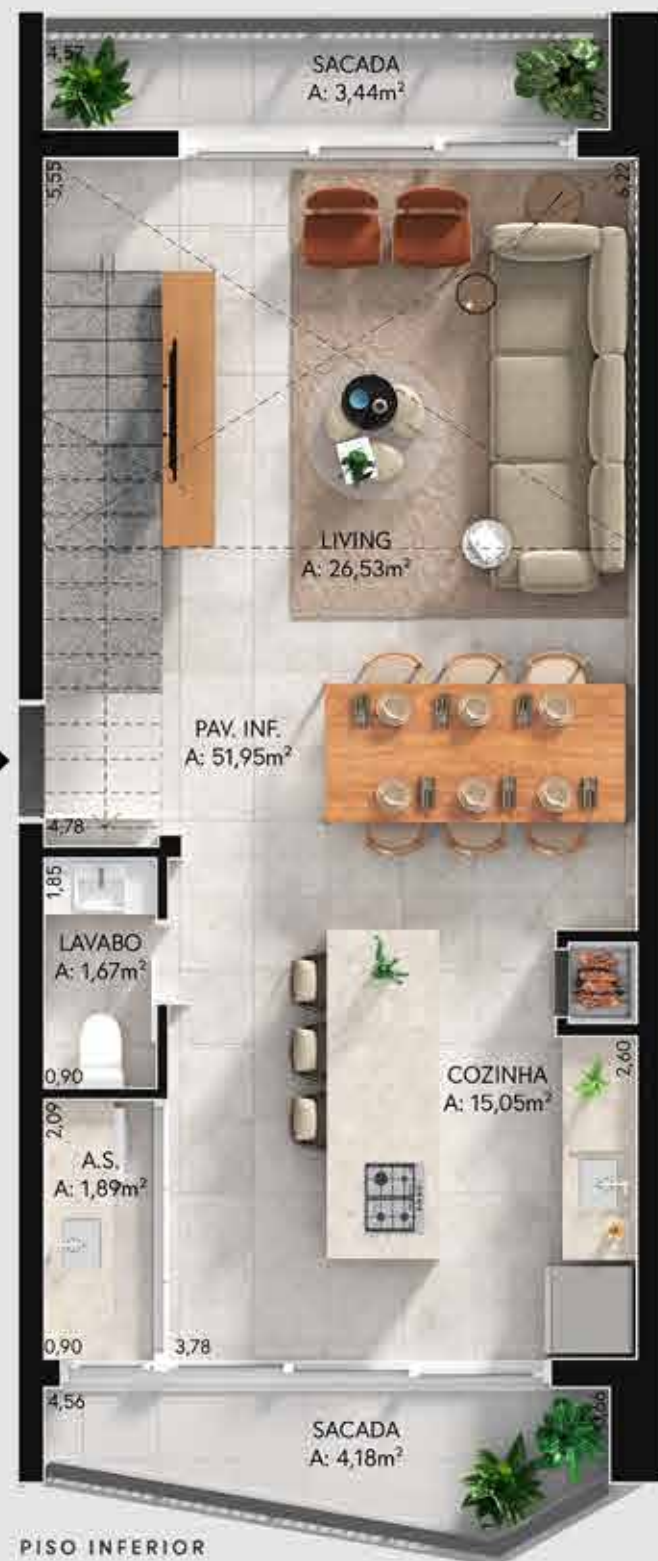 4,57
SACADA
A: 3,44m²
0,77
5,55
6,22
LIVING
A: 26,53m²
PAV. INF.
A: 51,95m²
4,78
1,85
LAVABO
A: 1,67m²
0,90
2,60
COZINHA
A: 15,05m²
2,09
A.S.
A: 1,89m²
0,90
3,78
4,56
SACADA
A: 4,18m²
PISO INFERIOR